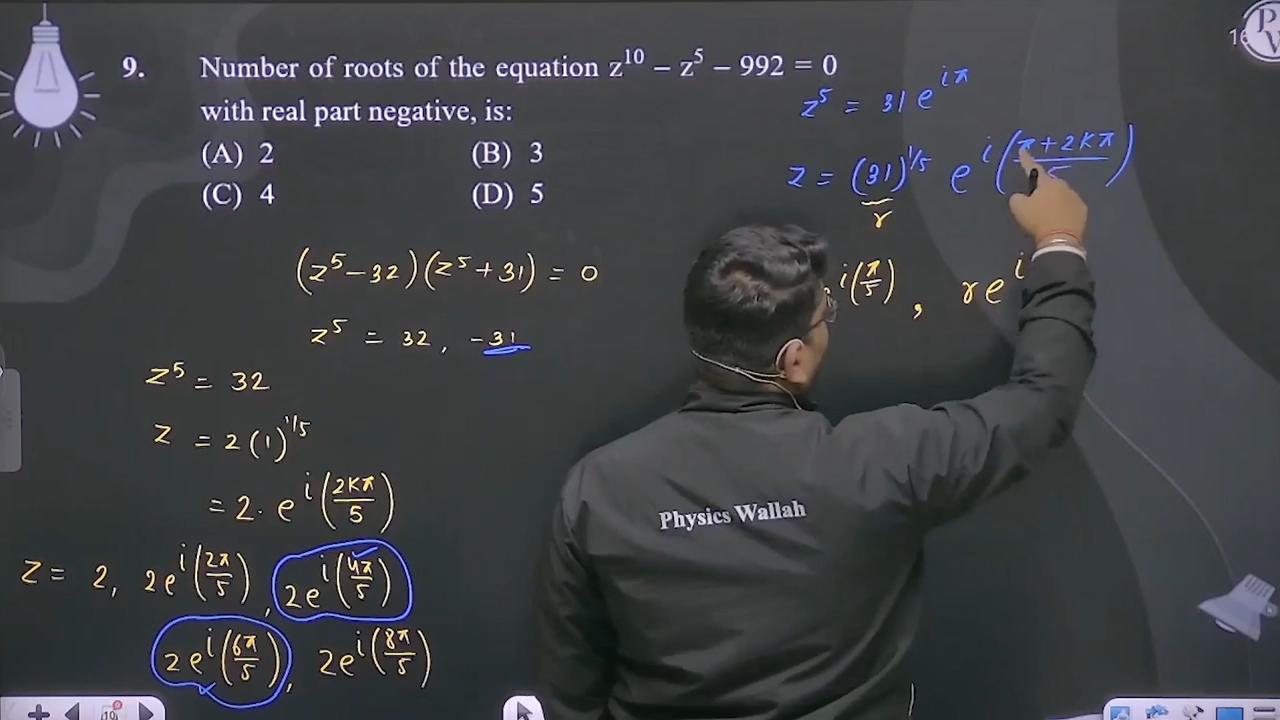 9. Number of roots of the equation z¹⁰ – z⁵ – 992 = 0
with real part negative, is:
(A) 2 (B) 3
(C) 4 (D) 5
(z⁵-32)(z⁵+31) = 0
z⁵ = 32, -31
z⁵ = 32
z = 2(1)^1/5
= 2. e^i(2kπ/5)
z = 2, 2e^i(2π/5), 2e^i(4π/5)
2e^i(6π/5), 2e^i(8π/5)
z⁵ = 31 e^iπ
z = (31)^1/5 e^i(π+2kπ/5)
r
i(π/5), re^i
Physics Wallah